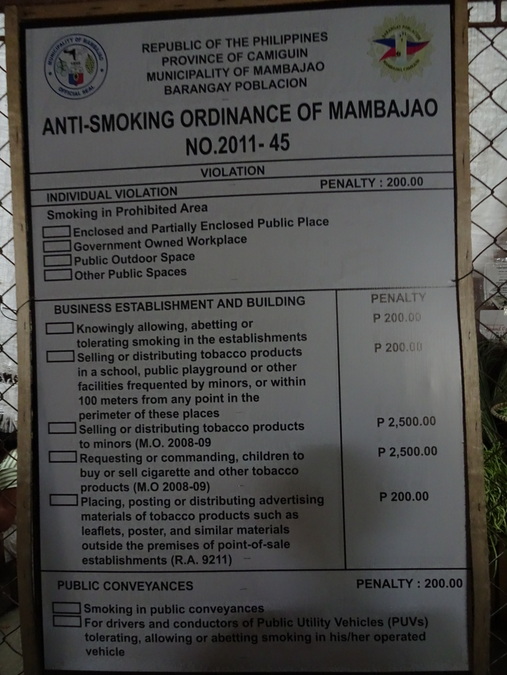 REPUBLIC OF THE PHILIPPINES
PROVINCE OF CAMIGUIN
MUNICIPALITY OF MAMBAJAO
BARANGAY POBLACION
MUNICIPALITY OF MAMBAJAO
OFFICIAL SEAL
ANTI-SMOKING ORDINANCE OF MAMBAJAO
NO.2011- 45
VIOLATION
INDIVIDUAL VIOLATION PENALTY : 200.00
Smoking in Prohibited Area
Enclosed and Partially Enclosed Public Place
Government Owned Workplace
Public Outdoor Space
Other Public Spaces
BUSINESS ESTABLISHMENT AND BUILDING PENALTY
Knowingly allowing, abetting or P 200.00
tolerating smoking in the establishments
Selling or distributing tobacco products P 200.00
in a school, public playground or other
facilities frequented by minors, or within
100 meters from any point in the
perimeter of these places
Selling or distributing tobacco products P 2,500.00
to minors (M.O. 2008-09
Requesting or commanding, children to P 2,500.00
buy or sell cigarette and other tobacco
products (M.O 2008-09)
Placing, posting or distributing advertising P 200.00
materials of tobacco products such as
leaflets, poster, and similar materials
outside the premises of point-of-sale
establishments (R.A. 9211)
PUBLIC CONVEYANCES PENALTY : 200.00
Smoking in public conveyances
For drivers and conductors of Public Utility Vehicles (PUVs)
tolerating, allowing or abetting smoking in his/her operated
vehicle